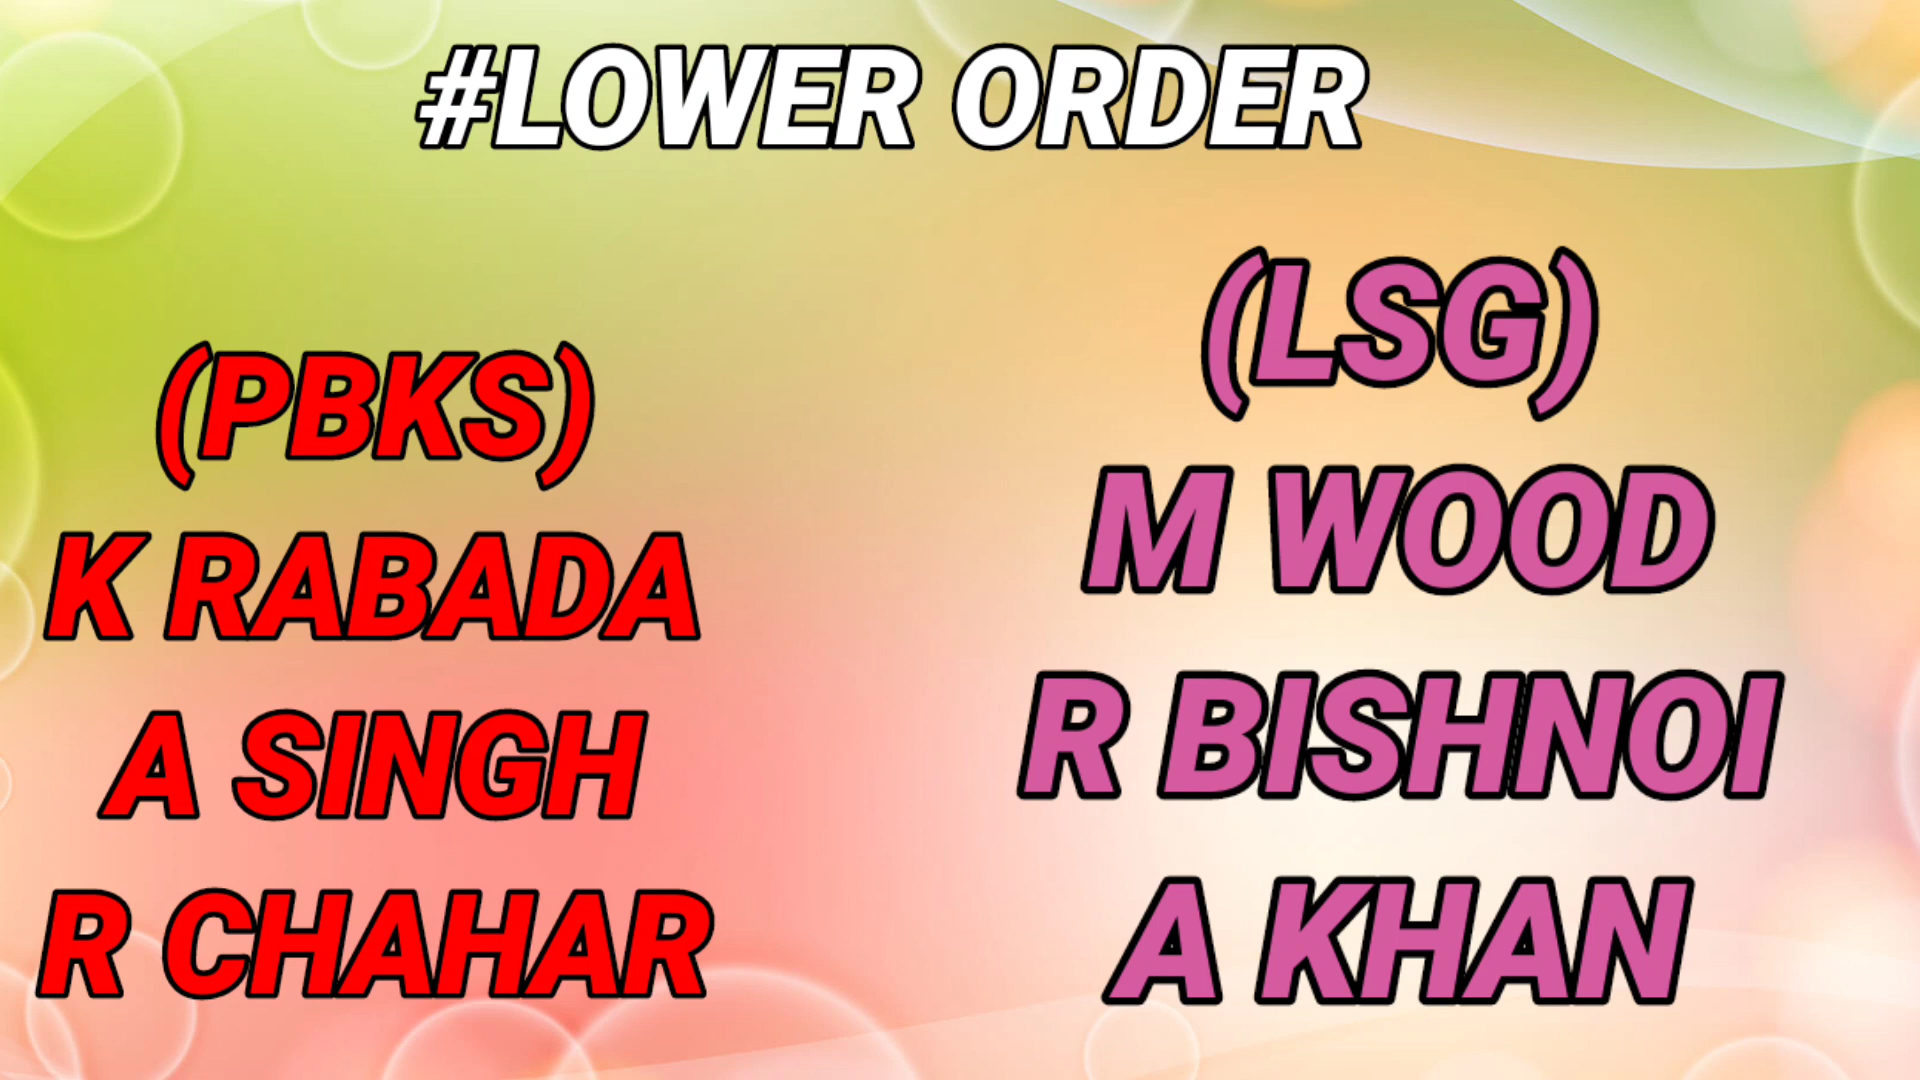 #LOWER ORDER
(PBKS)
K RABADA
A SINGH
R CHAHAR
(LSG)
M WOOD
R BISHNOI
A KHAN